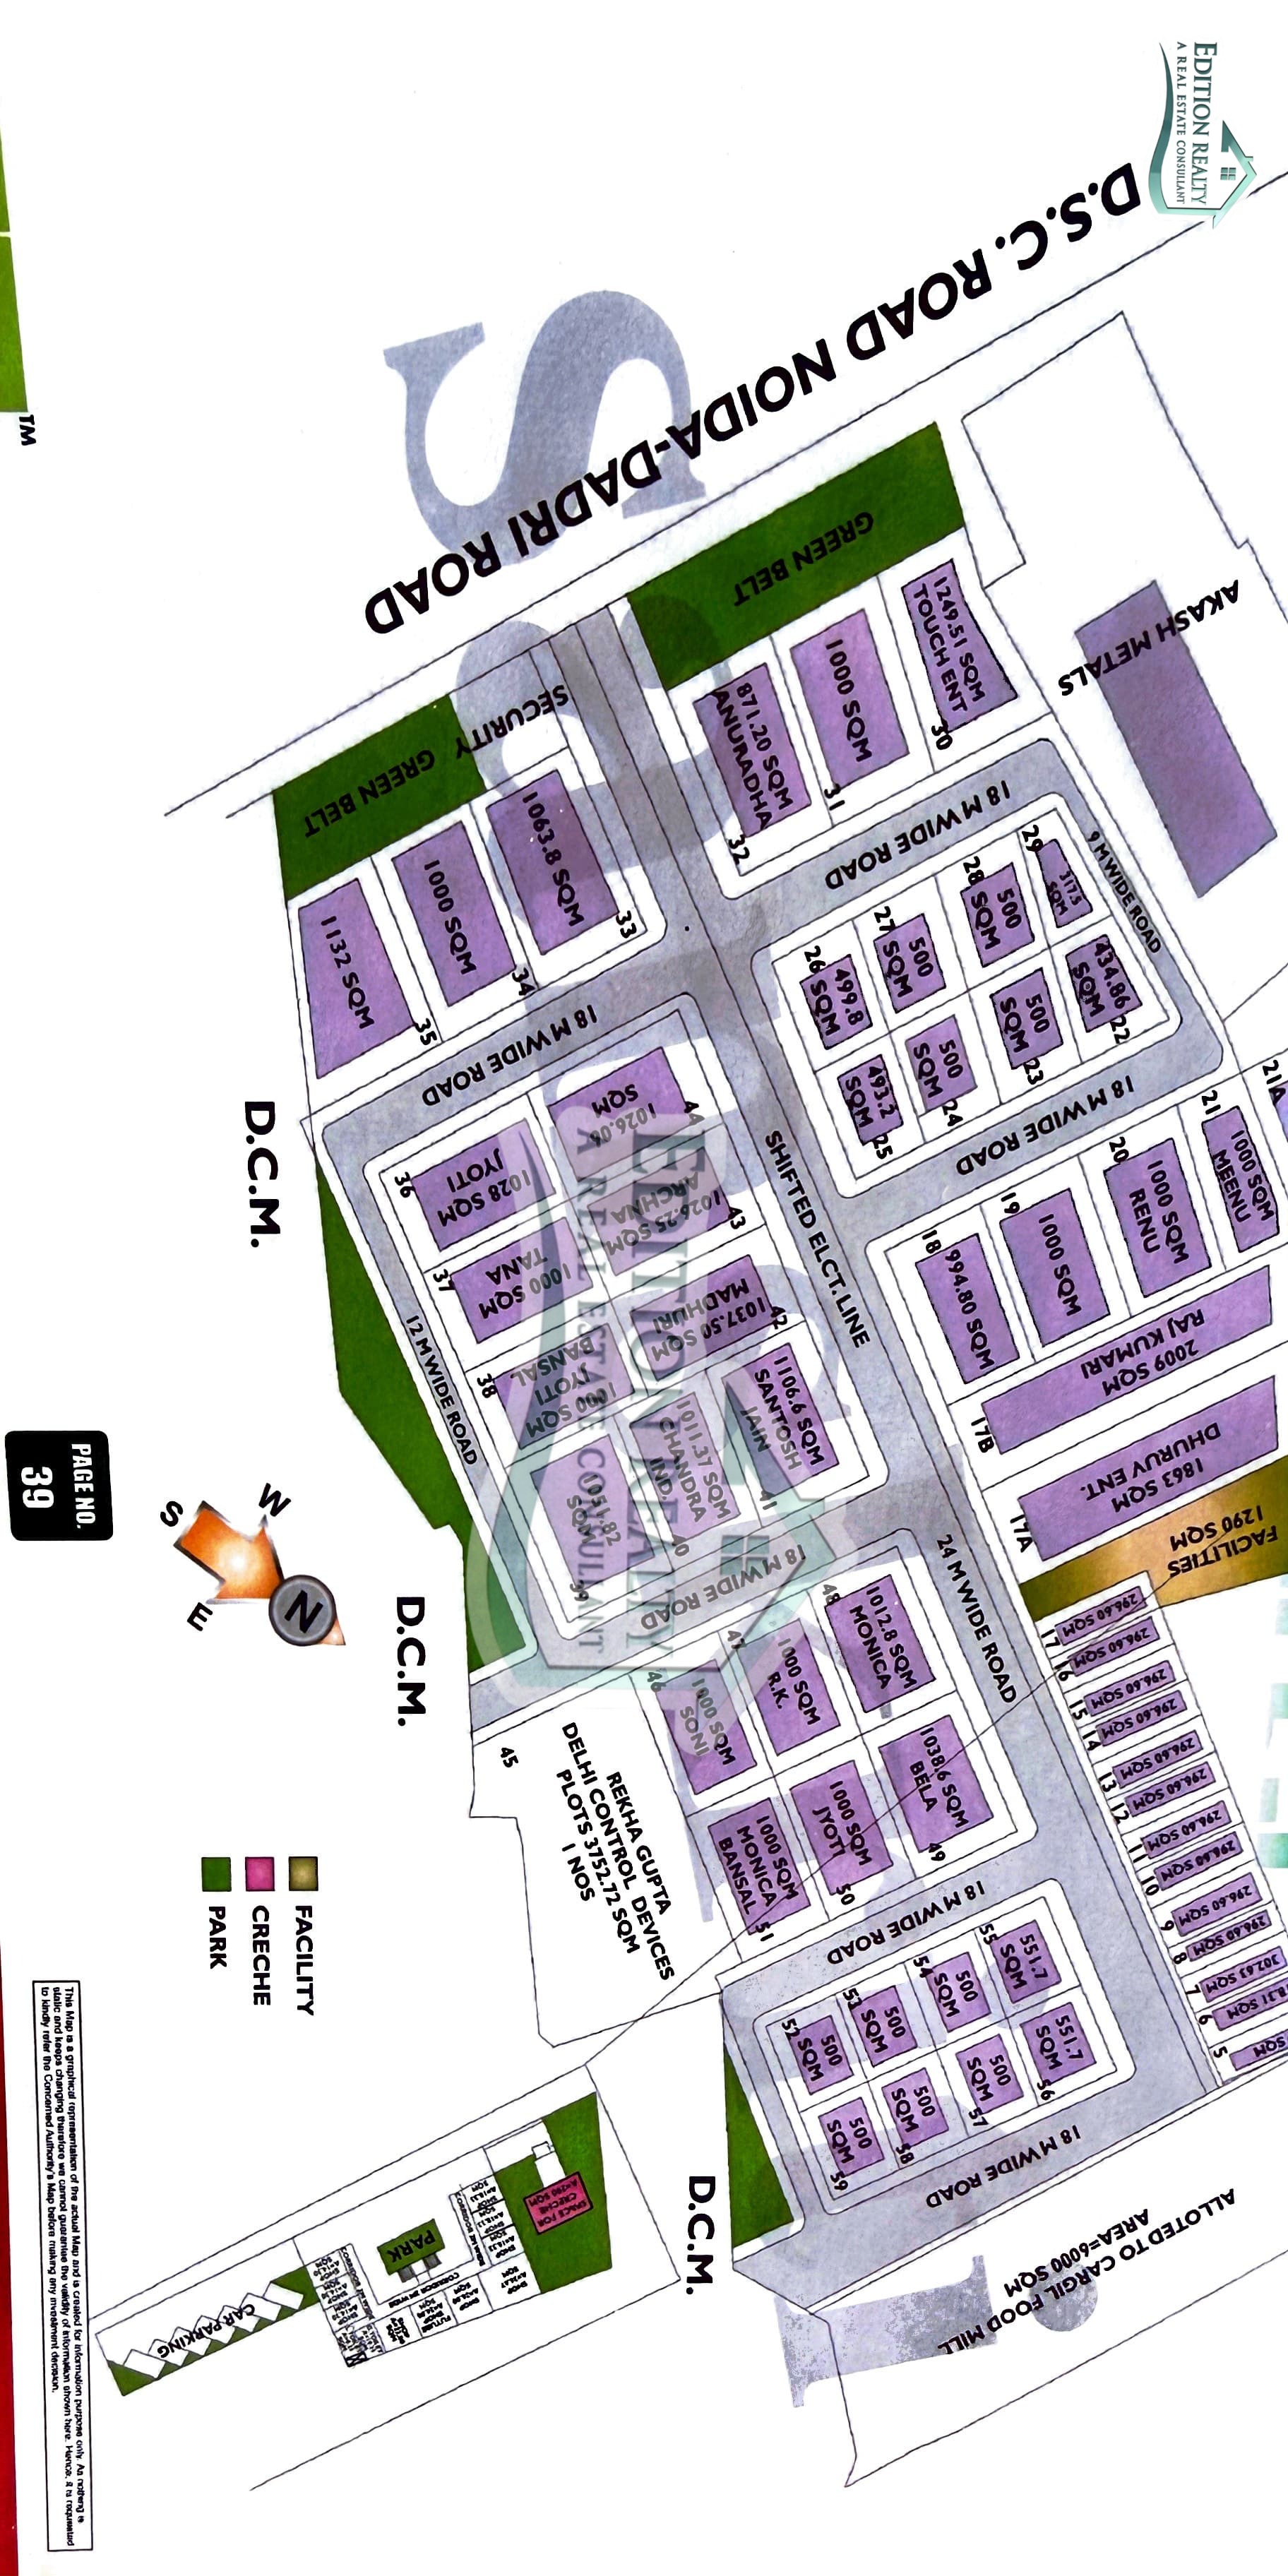 EDITION REALTY
A REAL ESTATE CONSULLANT
D.S.C. ROAD NOIDA-DADRI ROAD
AKASH METALS
21A
1000 SQM
MEENU
21
1000 SQM
RENU
20
1000 SQM
19
994.80 SQM
18
2009 SQM
RAJ KUMARI
17B
1863 SQM
DHURUV ENT.
17A
FACILITIES
1290 SQM
296.60 SQM
17
296.60 SQM
16
296.60 SQM
15
296.60 SQM
14
296.60 SQM
13
296.60 SQM
12
296.60 SQM
11
296.60 SQM
10
296.60 SQM
9
296.60 SQM
8
302.63 SQM
7
SQM
6
SQM
5
ALLOTED TO CARGIL FOOD MILL
AREA=6000 SQM
9 M WIDE ROAD
18 M WIDE ROAD
18 M WIDE ROAD
434.86
SQM
22
317.5
SQM
29
500
SQM
23
500
SQM
28
500
SQM
24
500
SQM
27
493.2
SQM
25
499.8
SQM
26
1249.51 SQM
TOUCH ENT
30
1000 SQM
31
871.20 SQM
ANURADHA
32
GREEN BELT
SHIFTED ELCT. LINE
24 M WIDE ROAD
551.7
SQM
55
551.7
SQM
56
500
SQM
54
500
SQM
57
500
SQM
53
500
SQM
58
500
SQM
52
500
SQM
59
18 M WIDE ROAD
18 M WIDE ROAD
1012.8 SQM
MONICA
48
1038.6 SQM
BELA
49
1000 SQM
R.K.
47
1000 SQM
JYOTI
50
1000 SQM
SONI
46
1000 SQM
MONICA
BANSAL
51
18 M WIDE ROAD
1106.6 SQM
SANTOSH
JAIN
41
1011.37 SQM
CHANDRA
IND.
40
1051.82
SQM
39
42
1037.50 SQM
MADHURI
43
1026.25 SQM
ARCHNA
44
SQM
1028 SQM
JYOTI
36
1000 SQM
TANA
37
1000 SQM
JYOTI
BANSAL
38
12 M WIDE ROAD
18 M WIDE ROAD
33
1063.8 SQM
34
1000 SQM
35
1132 SQM
SECURITY
GREEN BELT
REKHA GUPTA
DELHI CONTROL DEVICES
PLOTS 3752.72 SQM
1 NOS
45
D.C.M.
D.C.M.
D.C.M.
EDITION REALTY
A REAL ESTATE CONSULLANT
W
N
S
E
FACILITY
CRECHE
PARK
SPACE FOR
CRECHE
PARK
CAR PARKING
PAGE NO.
39
This Map is a graphical representation of the actual Map and is created for information purpose only. As nothing is
static and keeps changing therefore we cannot guarantee the validity of information shown here. Hence, it is requested
to kindly refer the Concerned Authority's Map before making any investment decision.
TM